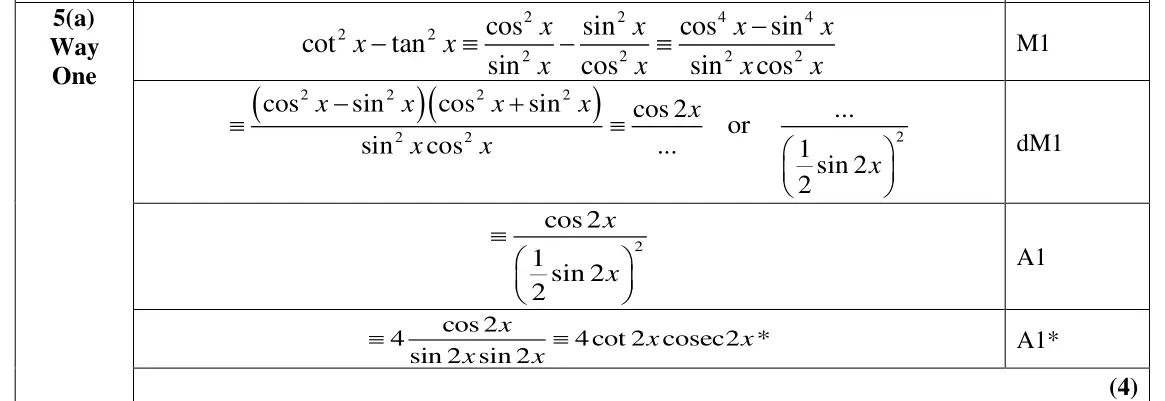 5(a) Way One
cot² x − tan² x ≡ cos² x / sin² x − sin² x / cos² x ≡ (cos⁴ x − sin⁴ x) / (sin² x cos² x) M1
≡ (cos² x − sin² x)(cos² x + sin² x) / (sin² x cos² x) ≡ cos 2x / ... or ... / (1/2 sin 2x)² dM1
≡ cos 2x / (1/2 sin 2x)² A1
≡ 4 cos 2x / (sin 2x sin 2x) ≡ 4 cot 2x cosec2x * A1*
(4)